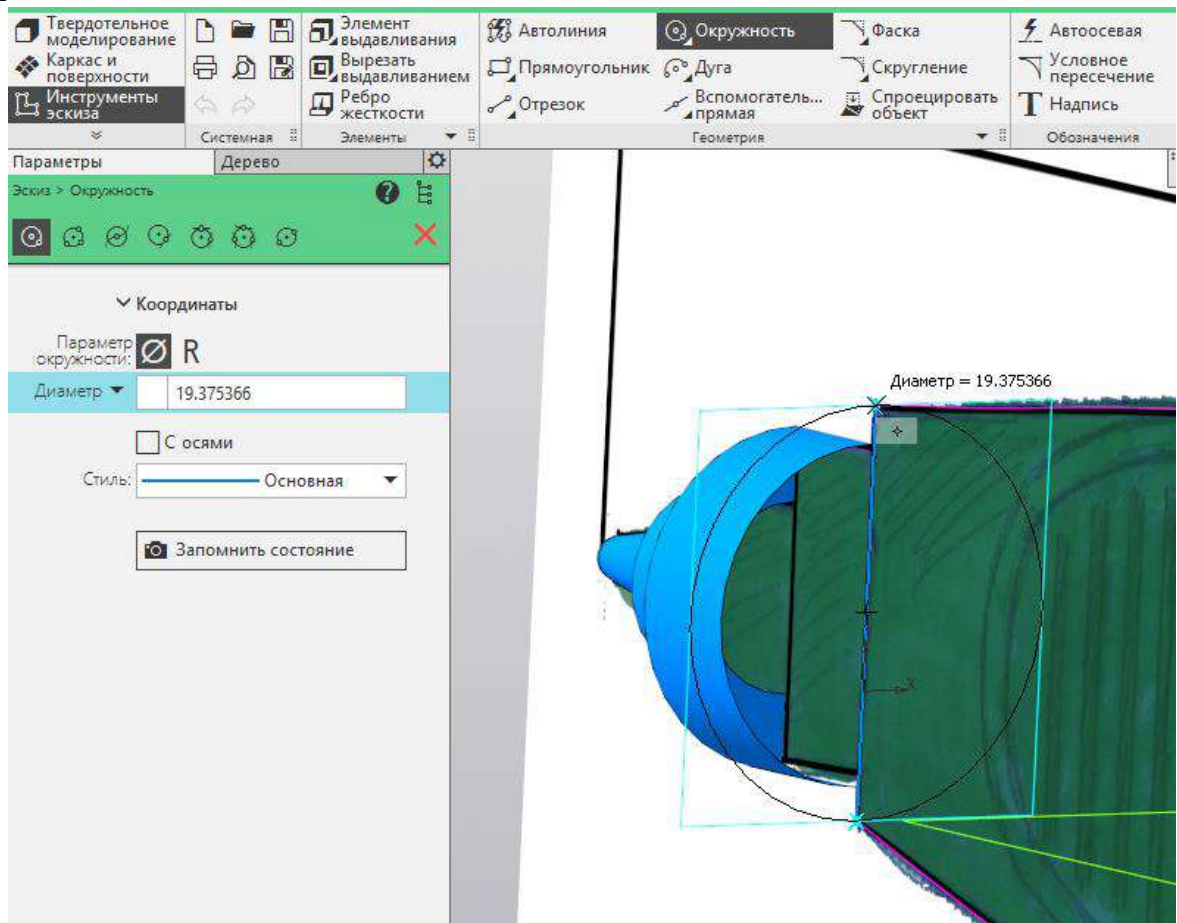 Твердотельное
моделирование
Каркас и
поверхности
Инструменты
эскиза
Системная
Элемент
выдавливания
Вырезать
выдавливанием
Ребро
жесткости
Элементы
Автолиния
Прямоугольник
Отрезок
Окружность
Дуга
Вспомогатель...
прямая
Фаска
Скругление
Спроецировать
объект
Геометрия
Автоосевая
Условное
пересечение
Надпись
Обозначения
Параметры
Дерево
Эскиз > Окружность
Координаты
Параметр
окружности:
R
Диаметр
19.375366
С осями
Стиль:
Основная
Запомнить состояние
Диаметр = 19.375366
X